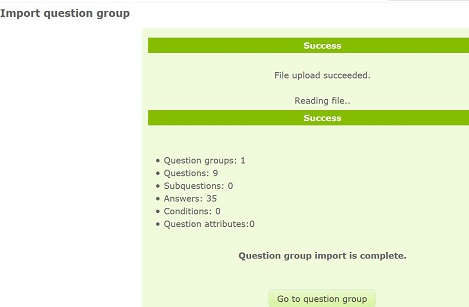 Import question group
Success
File upload succeeded.
Reading file..
Success
• Question groups: 1
• Questions: 9
• Subquestions: 0
• Answers: 35
• Conditions: 0
• Question attributes:0
Question group import is complete.
Go to question group